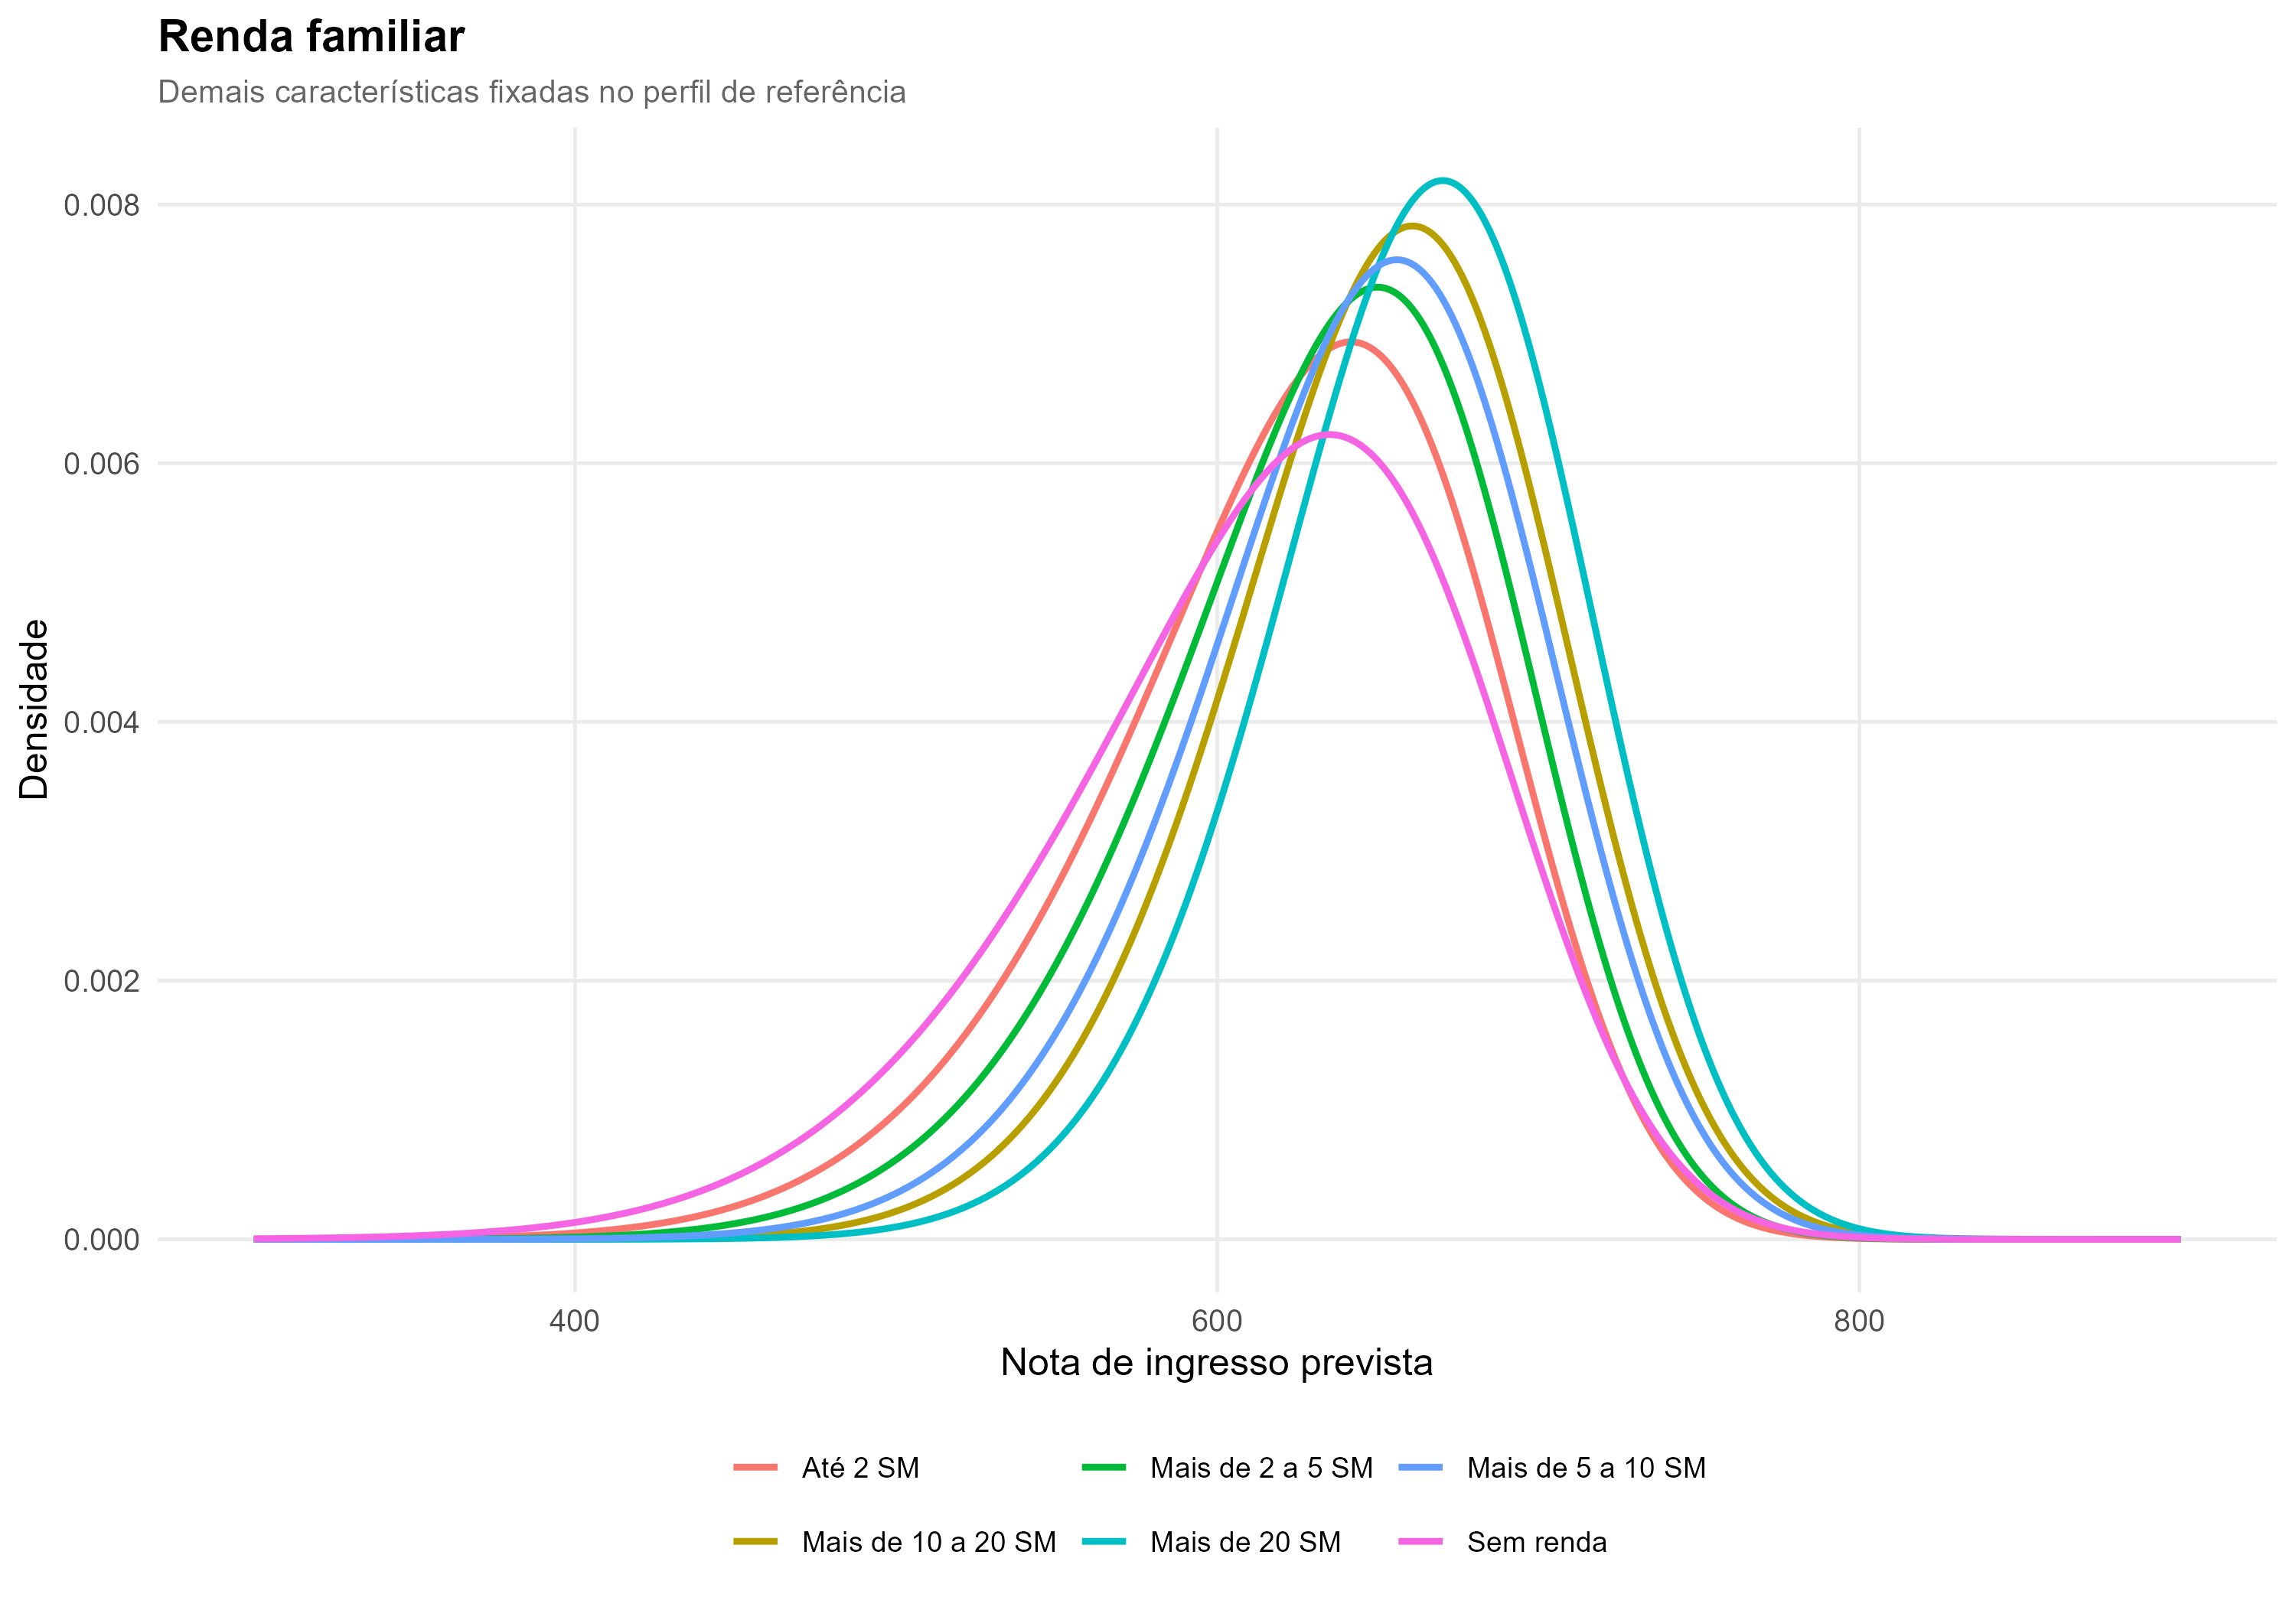 Renda familiar
Demais características fixadas no perfil de referência
0.008
0.006
0.004
0.002
0.000
Densidade
400
600
800
Nota de ingresso prevista
Até 2 SM
Mais de 2 a 5 SM
Mais de 5 a 10 SM
Mais de 10 a 20 SM
Mais de 20 SM
Sem renda